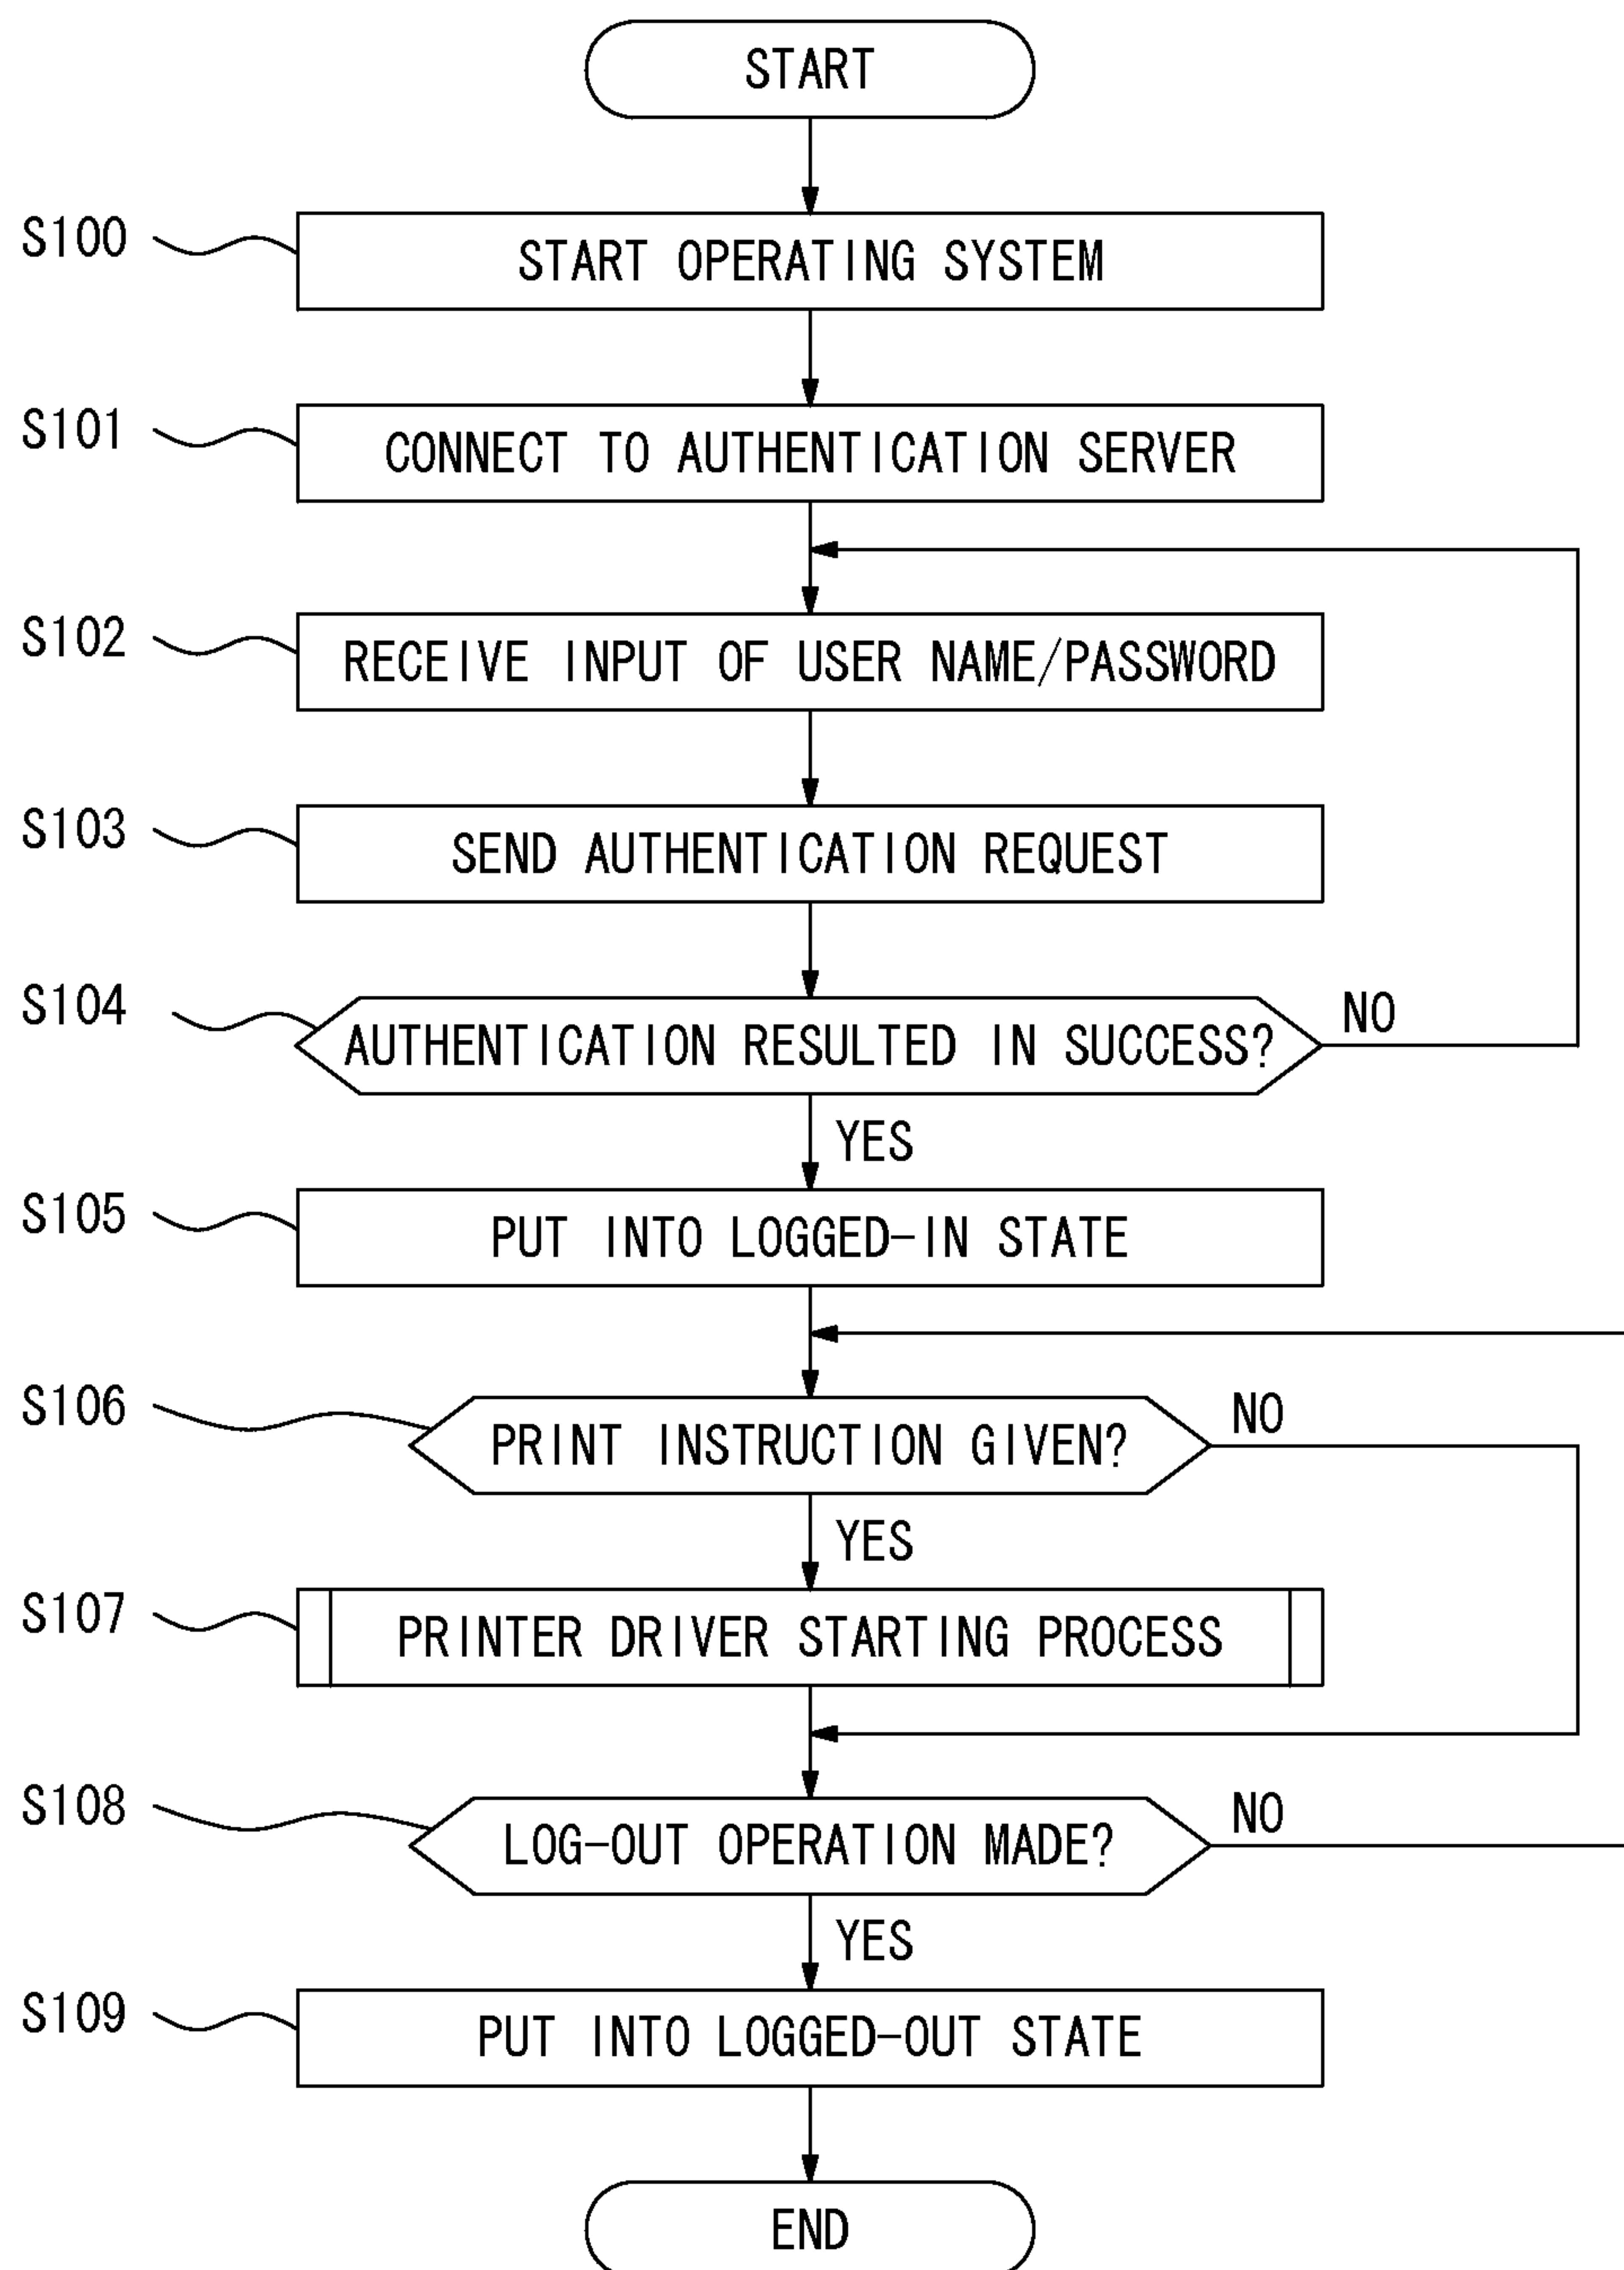 START
S100
START OPERATING SYSTEM
S101
CONNECT TO AUTHENTICATION SERVER
S102
RECEIVE INPUT OF USER NAME/PASSWORD
S103
SEND AUTHENTICATION REQUEST
S104
AUTHENTICATION RESULTED IN SUCCESS?
NO
YES
S105
PUT INTO LOGGED-IN STATE
S106
PRINT INSTRUCTION GIVEN?
NO
YES
S107
PRINTER DRIVER STARTING PROCESS
S108
LOG-OUT OPERATION MADE?
NO
YES
S109
PUT INTO LOGGED-OUT STATE
END